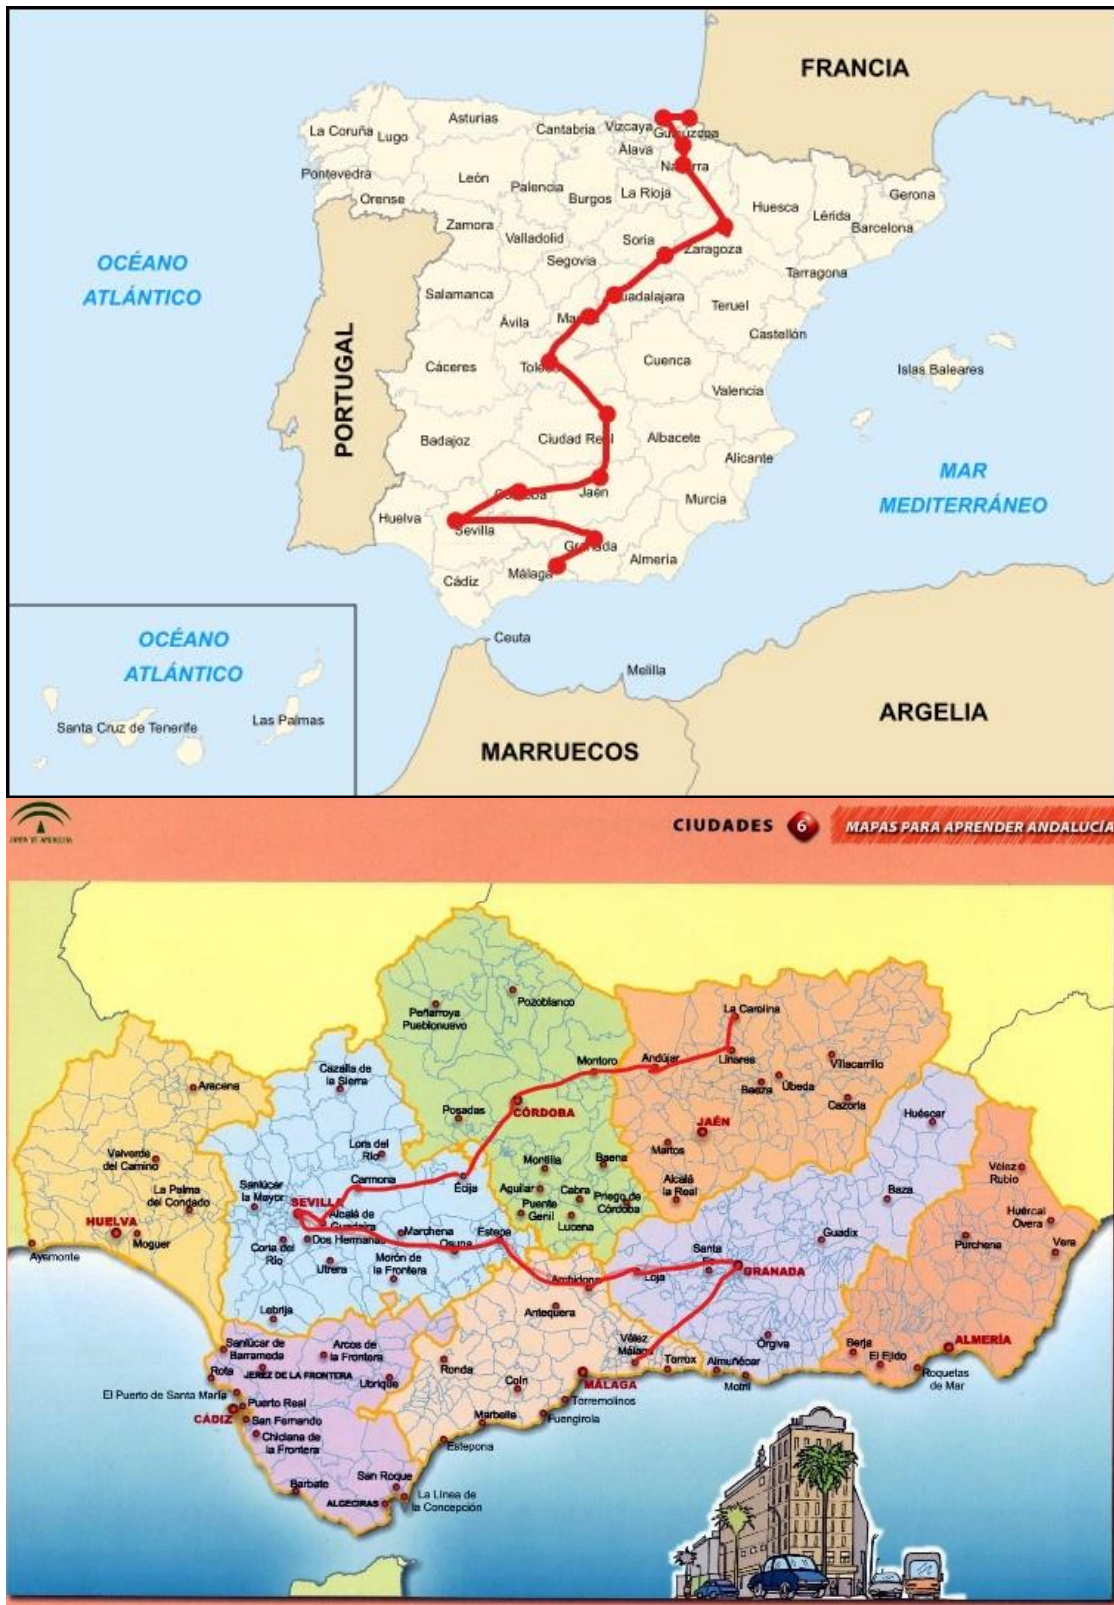 FRANCIA
Asturias
Cantabria
Vizcaya
La Coruña
Lugo
Álava
Pontevedra
Orense
León
Palencia
Burgos
La Rioja
Huesca
Lérida
Gerona
Barcelona
Zamora
Valladolid
Soria
Zaragoza
Segovia
Tarragona
OCÉANO
ATLÁNTICO
Salamanca
Guadalajara
Teruel
Ávila
Castellón
PORTUGAL
Cáceres
Cuenca
Islas Baleares
Valencia
Badajoz
Ciudad Real
Albacete
Alicante
MAR
MEDITERRÁNEO
Jaén
Murcia
Huelva
Sevilla
Granada
Almería
Málaga
Cádiz
OCÉANO
ATLÁNTICO
Ceuta
Melilla
Santa Cruz de Tenerife
Las Palmas
ARGELIA
MARRUECOS
CIUDADES 6 MAPAS PARA APRENDER ANDALUCÍA
JUNTA DE ANDALUCIA
Peñarroya
Pueblonuevo
Pozoblanco
La Carolina
Montoro
Andújar
Linares
Villacarrillo
Aracena
Cazalla de
la Sierra
Baeza
Úbeda
Cazorla
Posadas
CÓRDOBA
Huéscar
JAÉN
Valverde
del Camino
Lora del
Río
Martos
Montilla
Baena
Alcalá
la Real
Vélez
Rubio
La Palma
del Condado
Sanlúcar
la Mayor
Carmona
Écija
Aguilar
Cabra
Priego de
Córdoba
Baza
SEVILLA
Alcalá de
Guadaira
Puente
Genil
Lucena
Huércal
Overa
HUELVA
Moguer
Dos Hermanas
Marchena
Estepa
Osuna
Guadix
Purchena
Vera
Ayamonte
Coria del
Río
Utrera
Morón de
la Frontera
Santa
Fe
GRANADA
Archidona
Loja
Lebrija
Antequera
Órgiva
Sanlúcar de
Barrameda
Arcos de
la Frontera
Vélez
Málaga
Berja
ALMERÍA
Rota
JEREZ DE LA FRONTERA
Ronda
Torrox
Almuñécar
El Ejido
Ubrique
Coín
MÁLAGA
Motril
Roquetas
de Mar
El Puerto de Santa María
Puerto Real
Torremolinos
CÁDIZ
San Fernando
Marbella
Fuengirola
Chiclana de
la Frontera
Estepona
Barbate
San Roque
ALGECIRAS
La Línea de
la Concepción